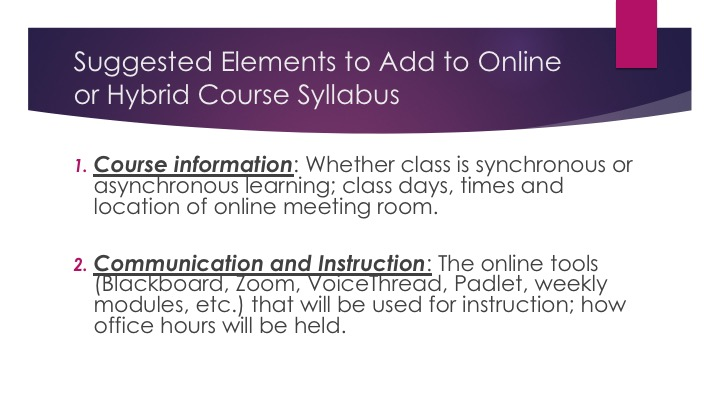 Suggested Elements to Add to Online
or Hybrid Course Syllabus
1. Course information: Whether class is synchronous or
asynchronous learning; class days, times and
location of online meeting room.
2. Communication and Instruction: The online tools
(Blackboard, Zoom, VoiceThread, Padlet, weekly
modules, etc.) that will be used for instruction; how
office hours will be held.